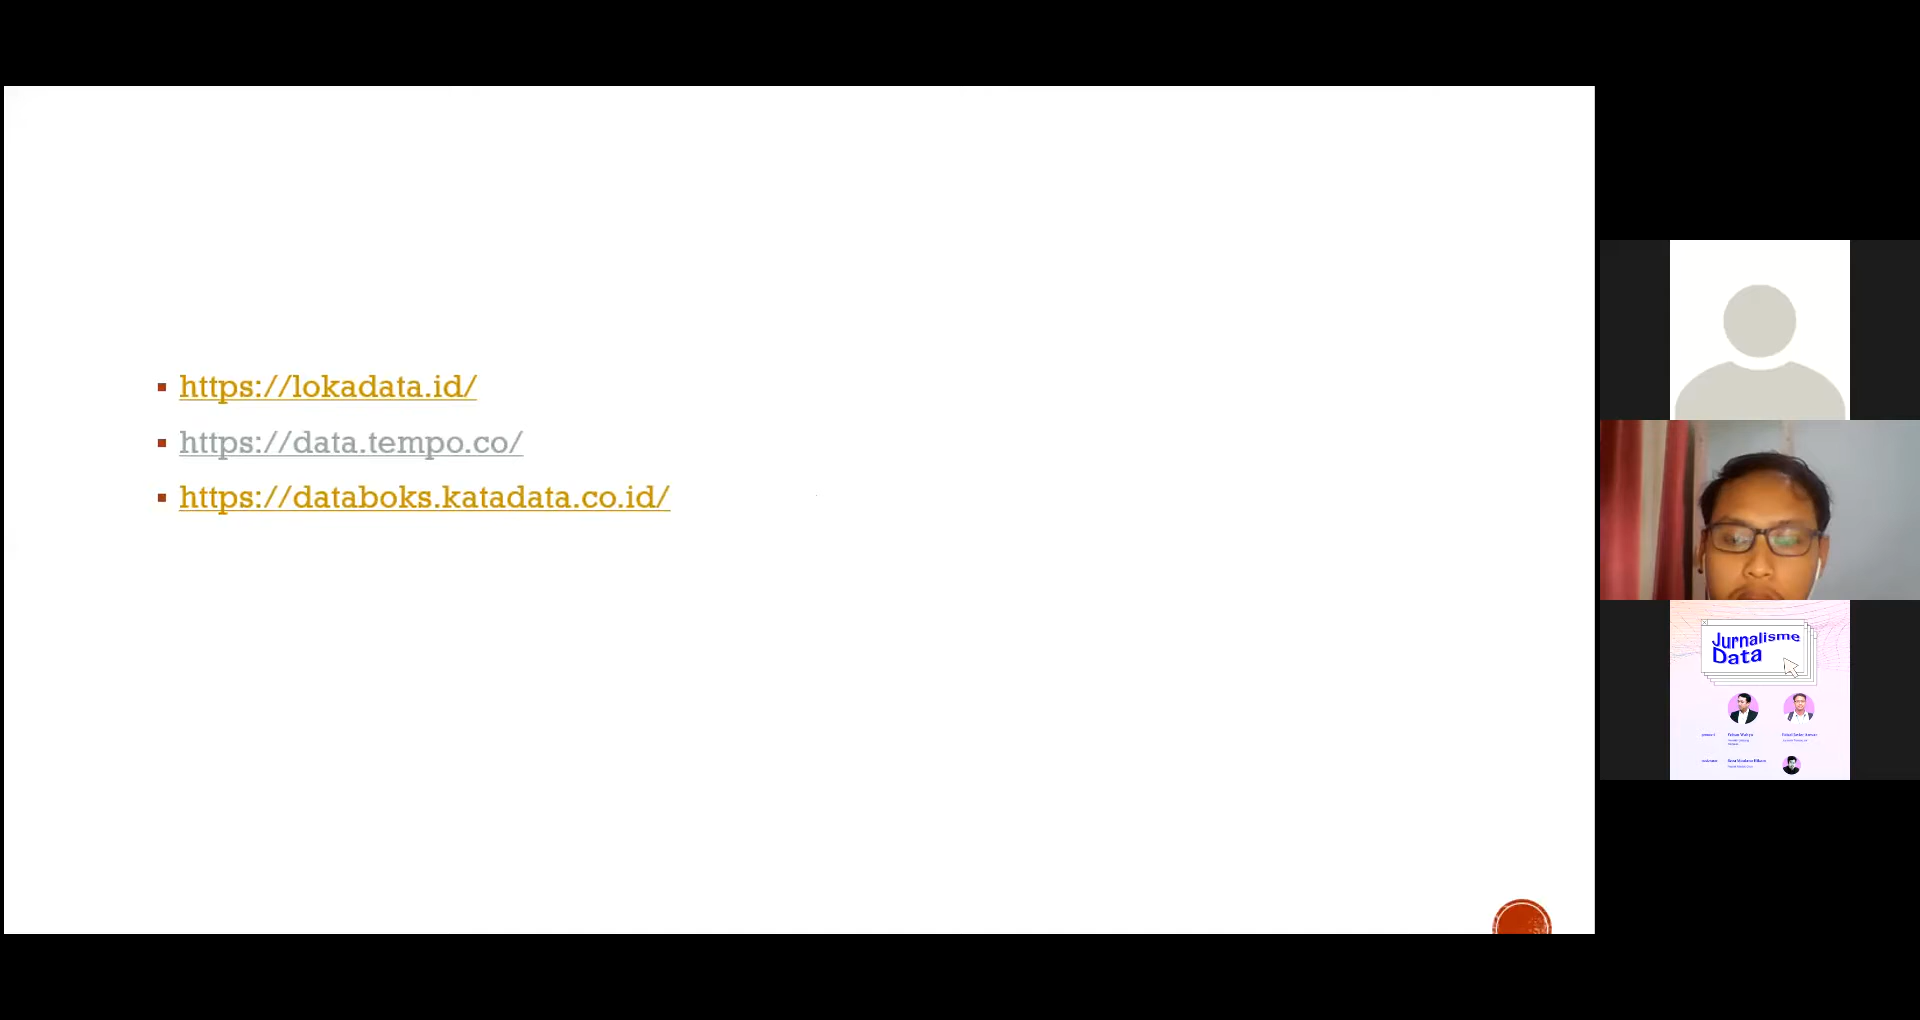 https://lokadata.id/
https://data.tempo.co/
https://databoks.katadata.co.id/
Jurnalisme
Data